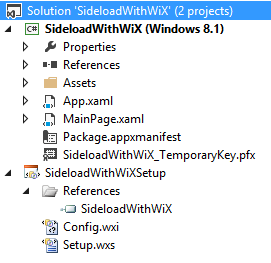 Solution 'SideloadWithWiX' (2 projects)
C# SideloadWithWiX (Windows 8.1)
Properties
References
Assets
App.xaml
MainPage.xaml
Package.appxmanifest
SideloadWithWiX_TemporaryKey.pfx
SideloadWithWiXSetup
References
SideloadWithWiX
Config.wxi
Setup.wxs